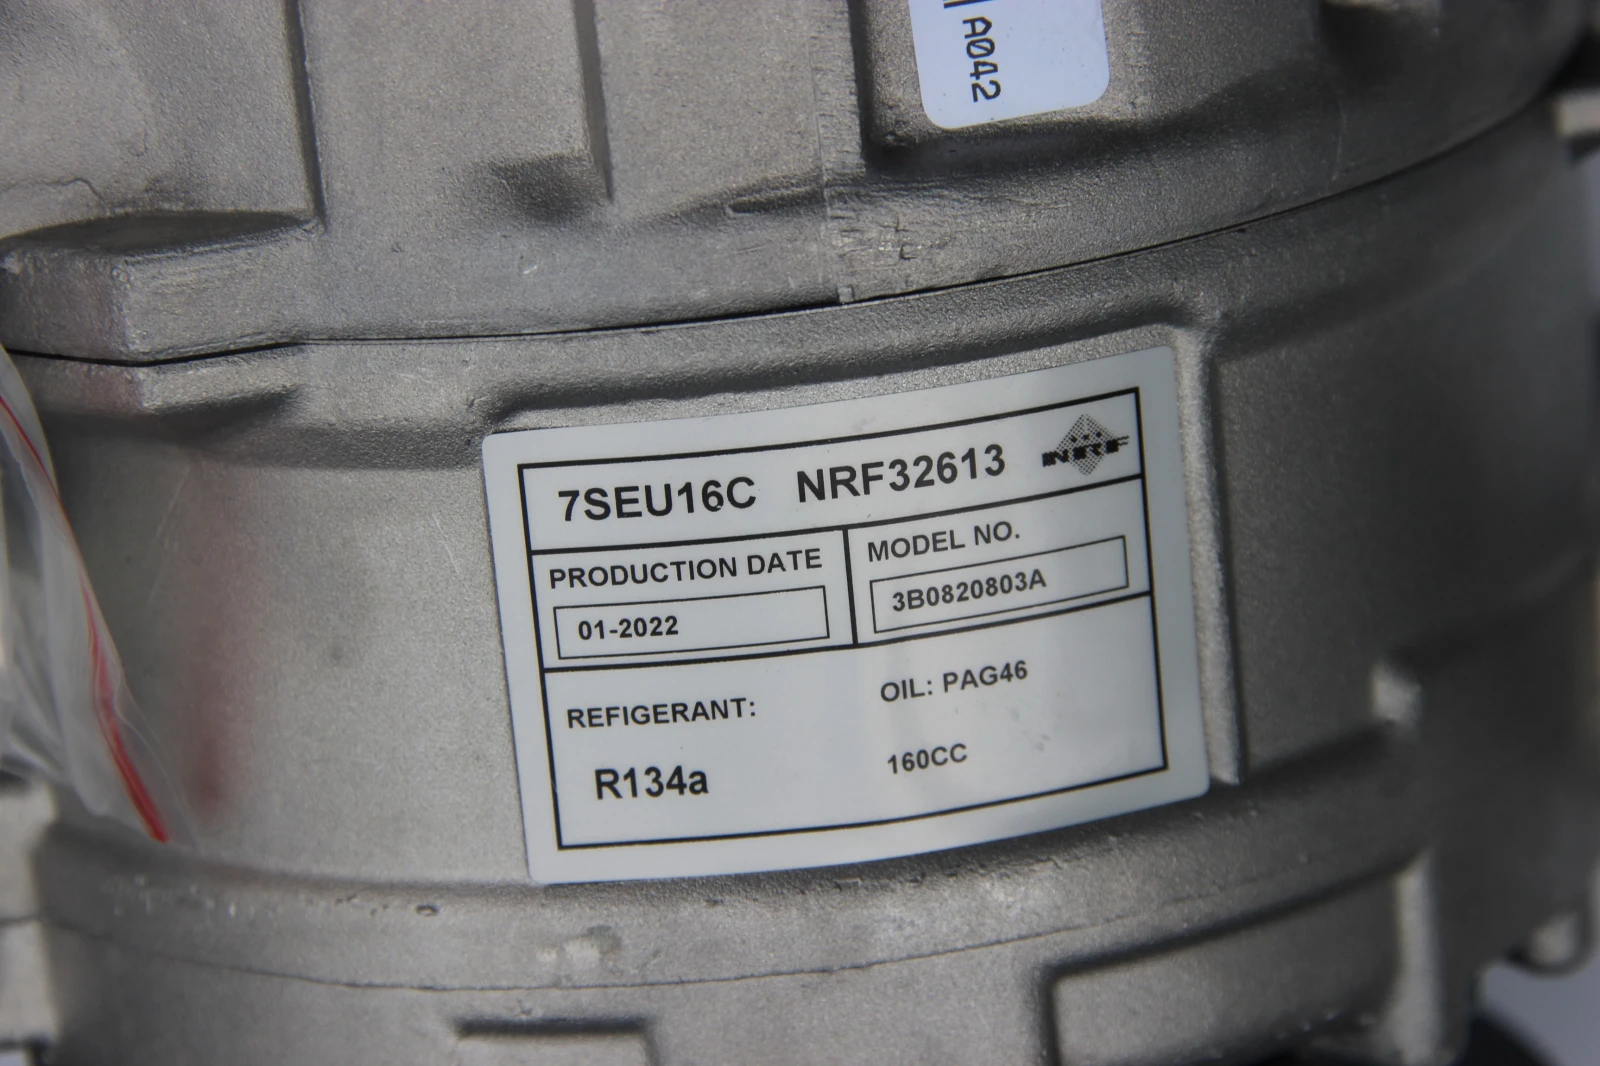 A042
7SEU16C NRF32613 NRF
PRODUCTION DATE
01-2022
MODEL NO.
3B0820803A
REFIGERANT:
R134a
OIL: PAG46
160CC